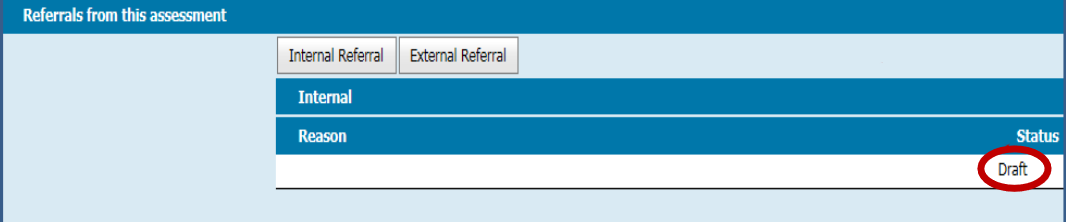 Referrals from this assessment
Internal Referral External Referral
Internal
Reason Status
Draft